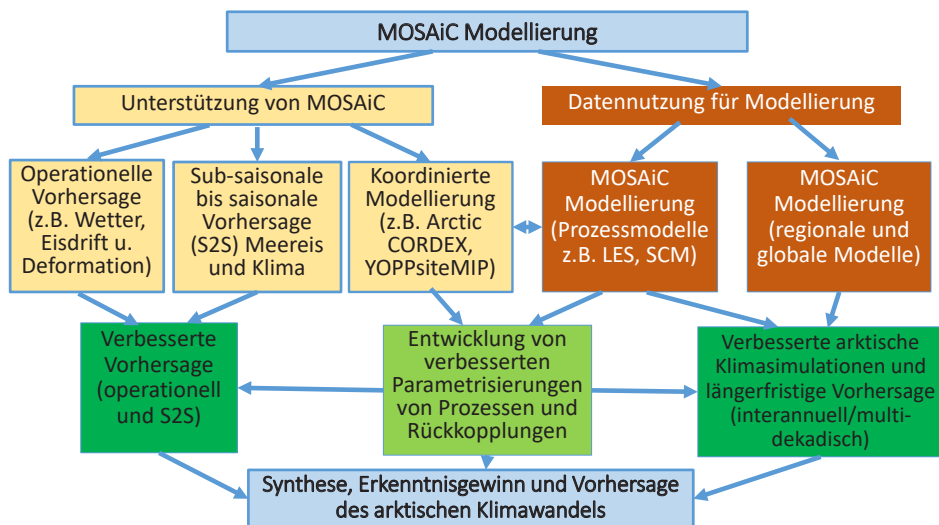 MOSAiC Modellierung
Unterstützung von MOSAiC
Datennutzung für Modellierung
Operationelle
Vorhersage
(z.B. Wetter,
Eisdrift u.
Deformation)
Sub-saisonale
bis saisonale
Vorhersage
(S2S) Meereis
und Klima
Koordinierte
Modellierung
(z.B. Arctic
CORDEX,
YOPPsiteMIP)
MOSAiC
Modellierung
(Prozessmodelle
z.B. LES, SCM)
MOSAiC
Modellierung
(regionale und
globale Modelle)
Verbesserte
Vorhersage
(operationell
und S2S)
Entwicklung von
verbesserten
Parametrisierungen
von Prozessen und
Rückkopplungen
Verbesserte arktische
Klimasimulationen und
längerfristige Vorhersage
(interannuell/multi-
dekadisch)
Synthese, Erkenntnisgewinn und Vorhersage
des arktischen Klimawandels